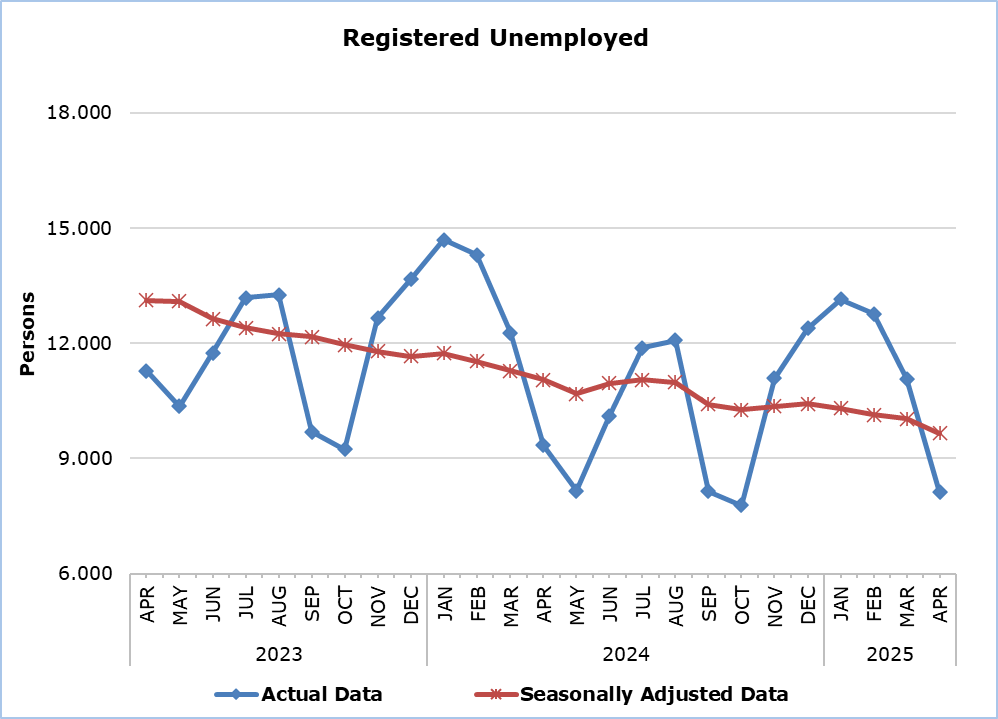 Registered Unemployed
18.000
15.000
12.000
9.000
6.000
Persons
APR MAY JUN JUL AUG SEP OCT NOV DEC JAN FEB MAR APR MAY JUN JUL AUG SEP OCT NOV DEC JAN FEB MAR APR
2023 2024 2025
Actual Data Seasonally Adjusted Data